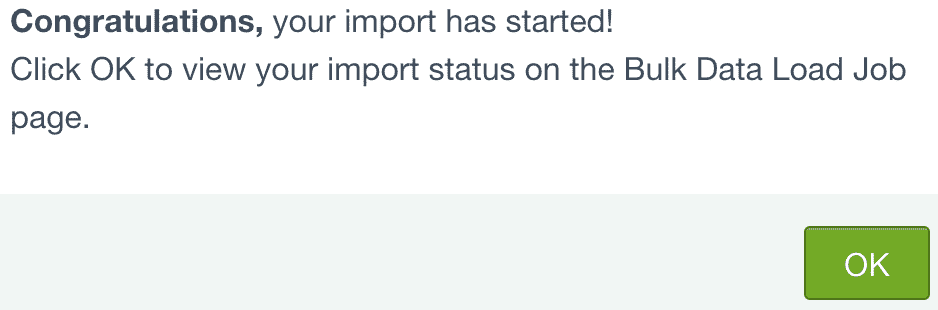 Congratulations, your import has started!
Click OK to view your import status on the Bulk Data Load Job
page.
OK